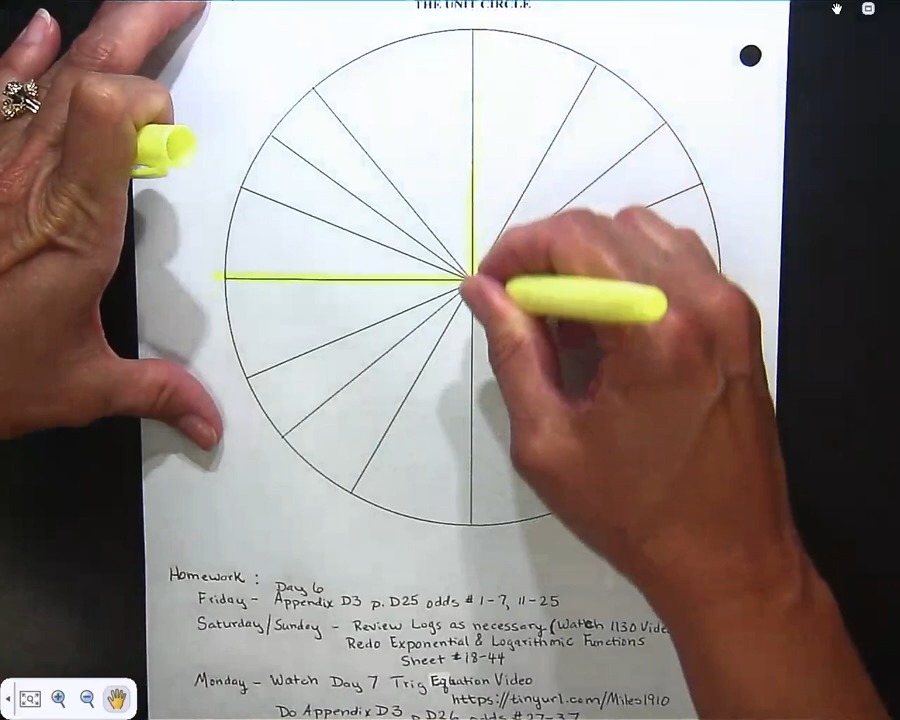 THE UNIT CIRCLE
Homework : Day 6
Friday - Appendix D3 p. D25 odds # 1-7, 11-25
Saturday/Sunday - Review Logs as necessary (Watch 1130 Vide
Redo Exponential & Logarithmic Functions
Sheet #18-44
Monday - Watch Day 7 Trig Equation Video
https://tinyurl.com/Miles1910
Do Appendix D3 p. D26 odds #27-37